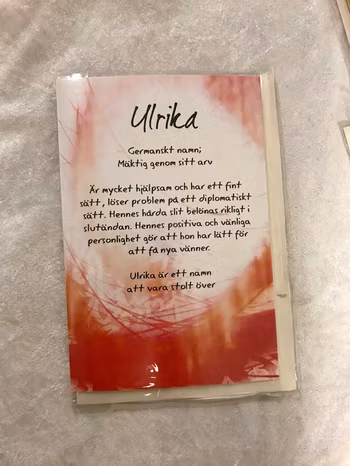 Ulrika
Germanskt namn;
Mäktig genom sitt arv
Är mycket hjälpsam och har ett fint
sätt, löser problem på ett diplomatiskt
sätt. Hennes hårda slit belönas rikligt i
slutändan. Hennes positiva och vänliga
personlighet gör att hon har lätt för
att få nya vänner.
Ulrika är ett namn
att vara stolt över